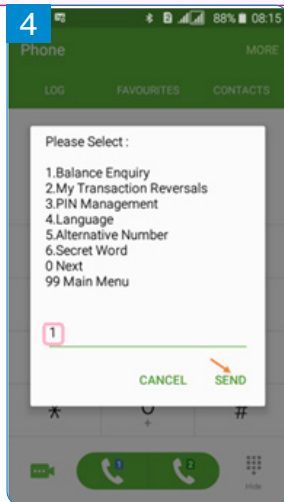 4
88% 08:15
Phone MORE
LOG FAVOURITES CONTACTS
Please Select :
1.Balance Enquiry
2.My Transaction Reversals
3.PIN Management
4.Language
5.Alternative Number
6.Secret Word
0 Next
99 Main Menu
1
CANCEL SEND
* 0 #
+
1 2
Hide